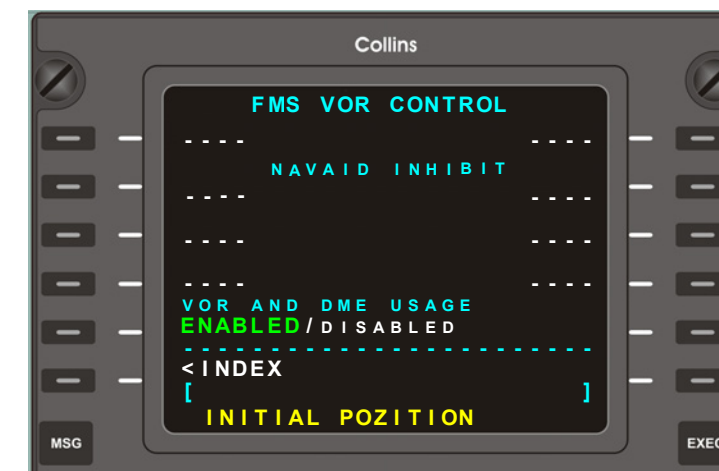 Collins
FMS VOR CONTROL
---- ----
NAVAID INHIBIT
---- ----
---- ----
---- ----
VOR AND DME USAGE
ENABLED/DISABLED
------------------------
<INDEX
[ ]
INITIAL POZITION
MSG
EXEC